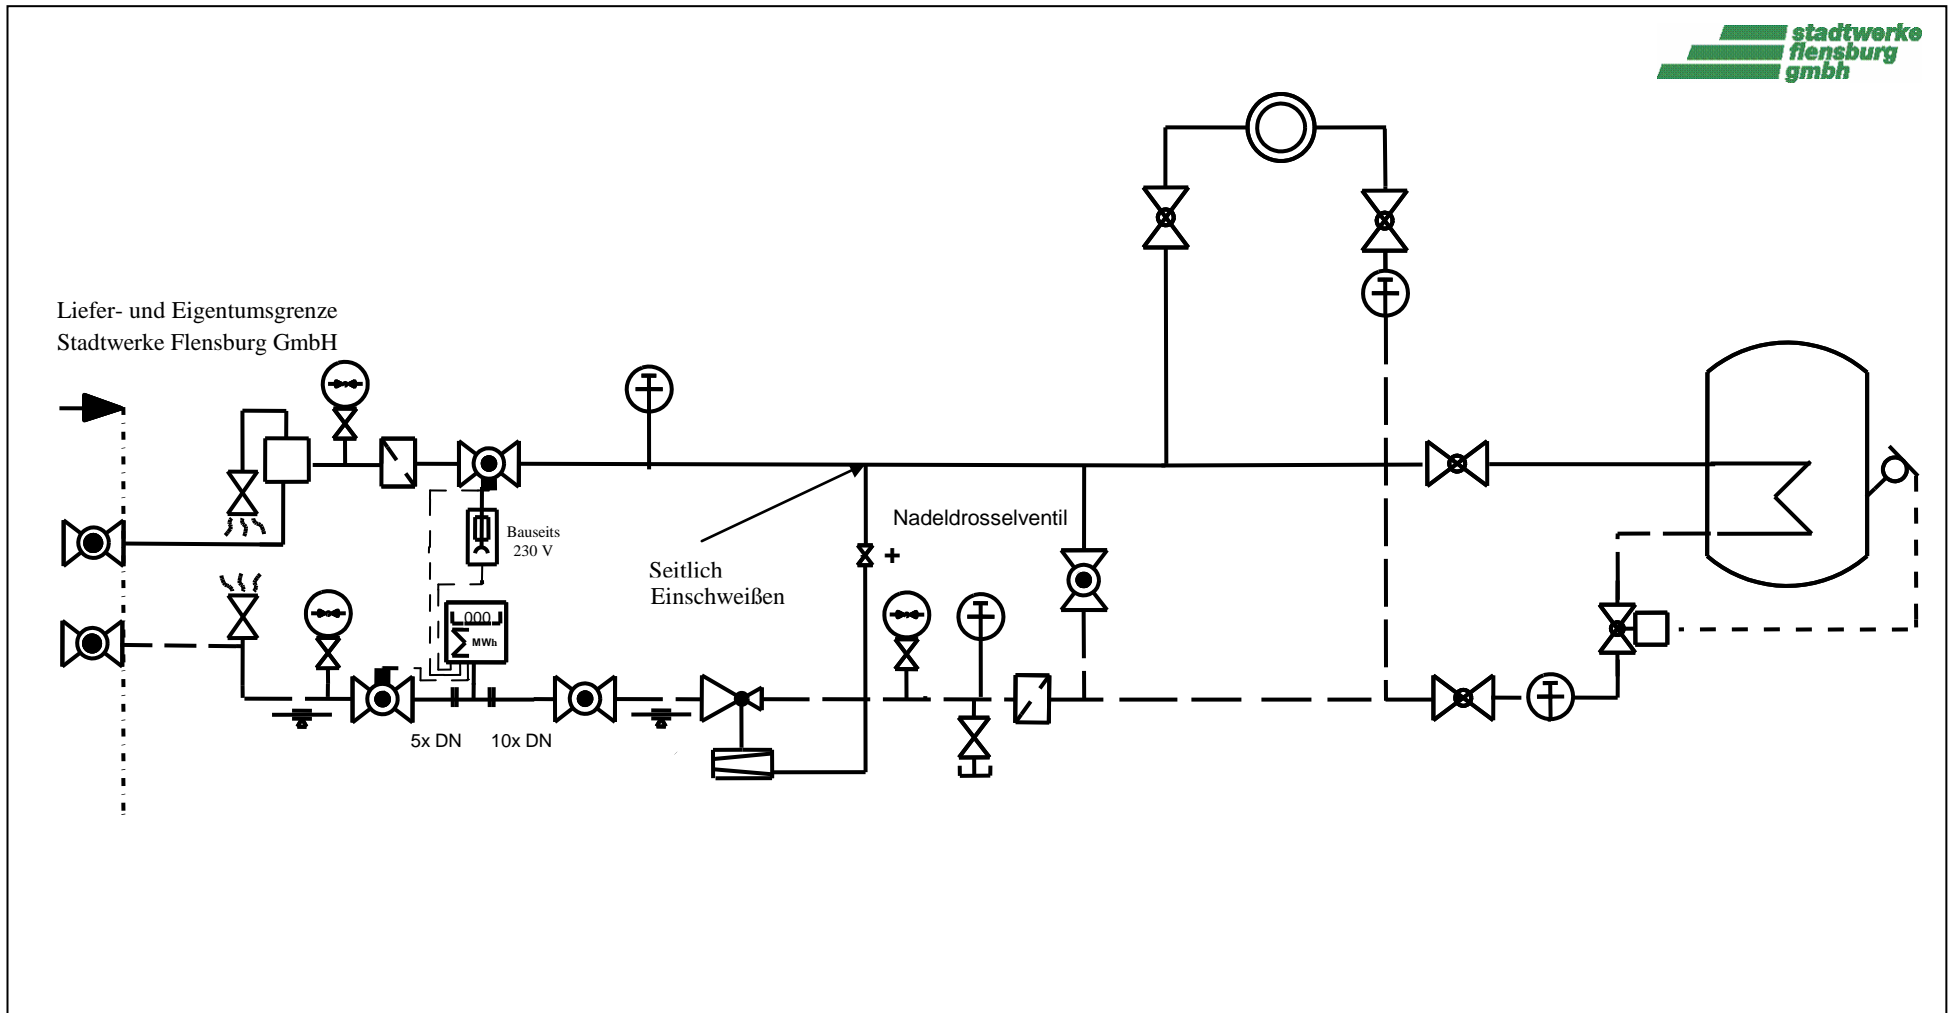 stadtwerke
flensburg
gmbh
Liefer- und Eigentumsgrenze
Stadtwerke Flensburg GmbH
T
T
Bauseits
230 V
Nadeldrosselventil
+
Seitlich
Einschweißen
000
MWh
T
T
5x DN
10x DN